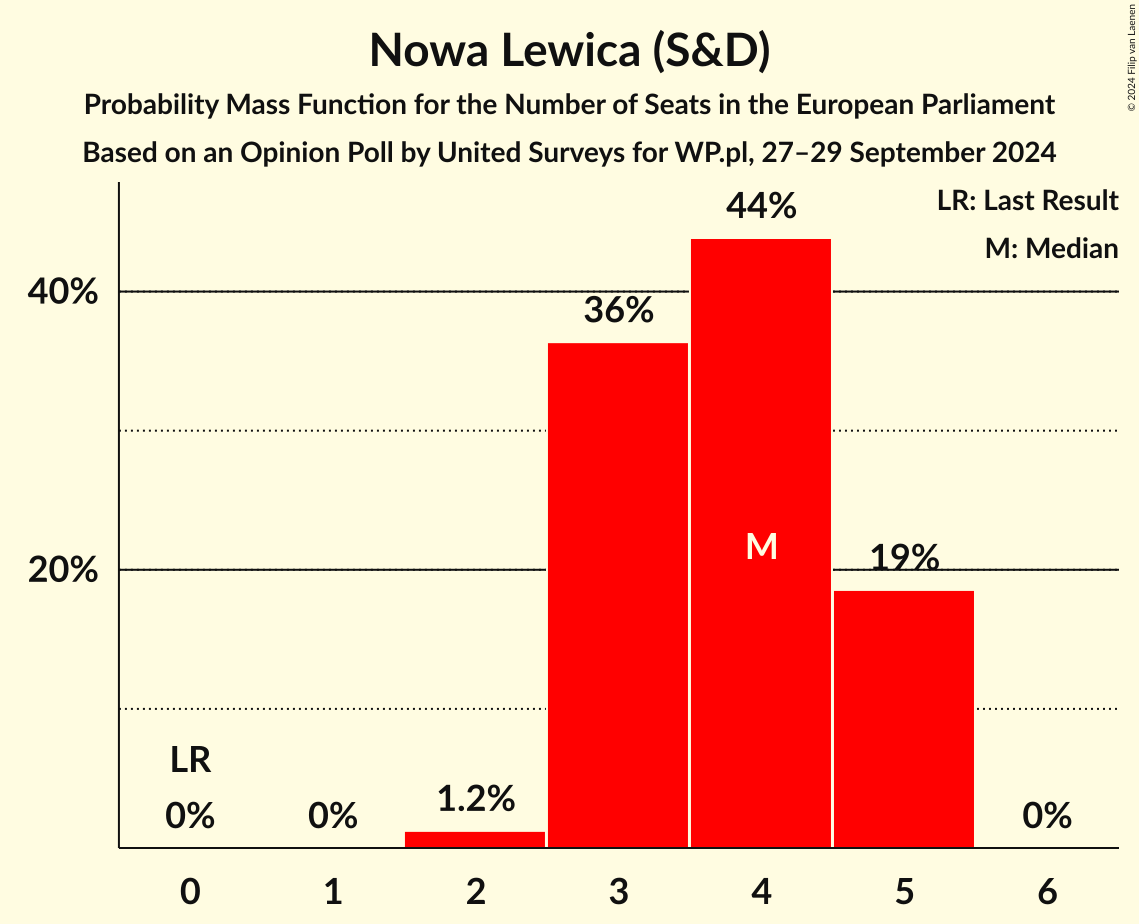 © 2024 Filip van Laenen
Nowa Lewica (S&D)
Probability Mass Function for the Number of Seats in the European Parliament
Based on an Opinion Poll by United Surveys for WP.pl, 27–29 September 2024
LR: Last Result
M: Median
44%
40%
36%
M
20%
19%
LR
0%
0%
1.2%
0%
0
1
2
3
4
5
6